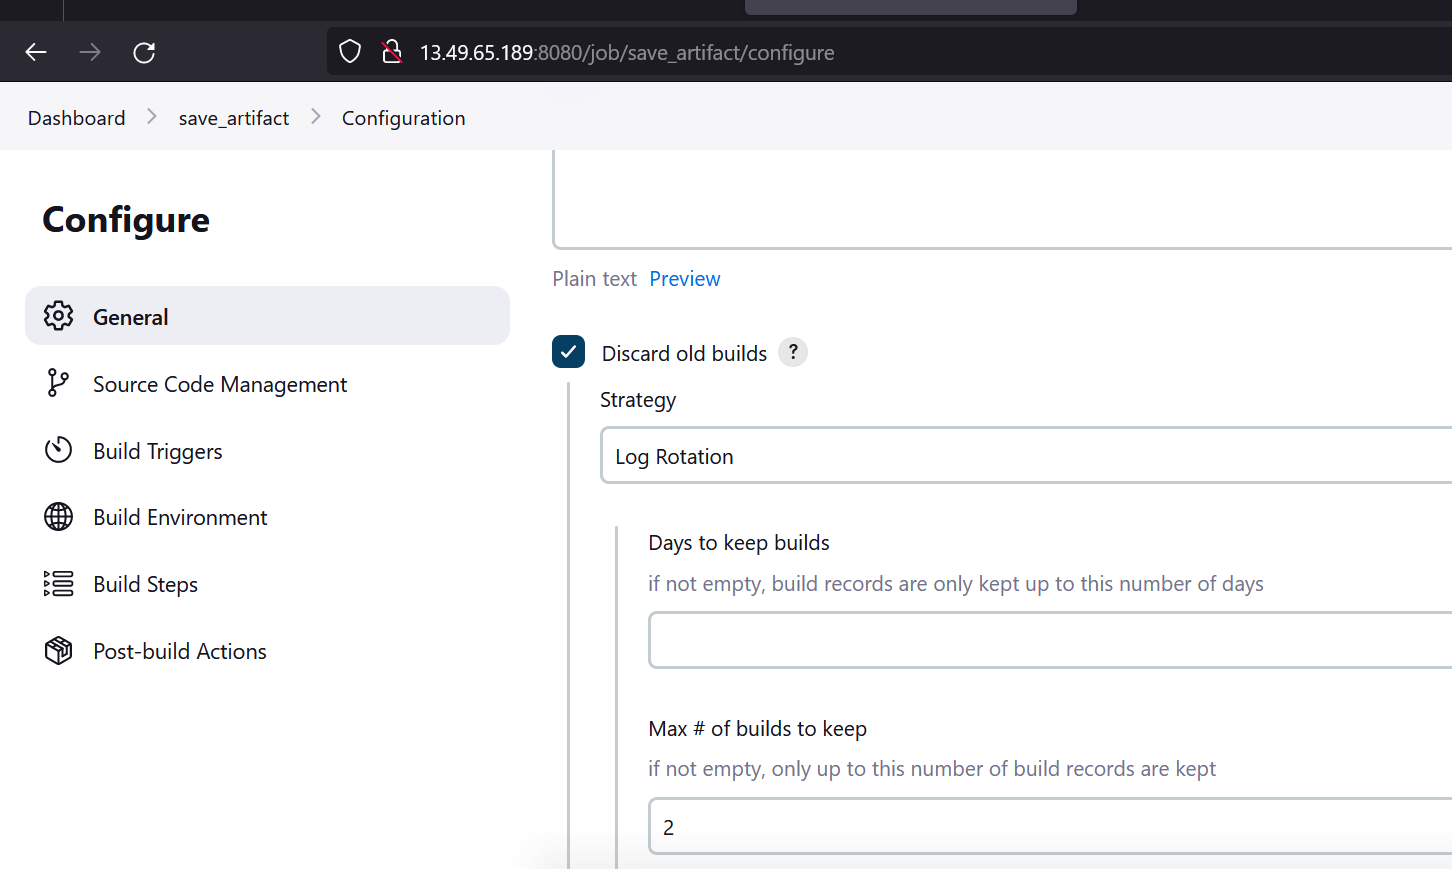 13.49.65.189:8080/job/save_artifact/configure
Dashboard > save_artifact > Configuration
Configure
General
Source Code Management
Build Triggers
Build Environment
Build Steps
Post-build Actions
Plain text Preview
Discard old builds ?
Strategy
Log Rotation
Days to keep builds
if not empty, build records are only kept up to this number of days
Max # of builds to keep
if not empty, only up to this number of build records are kept
2